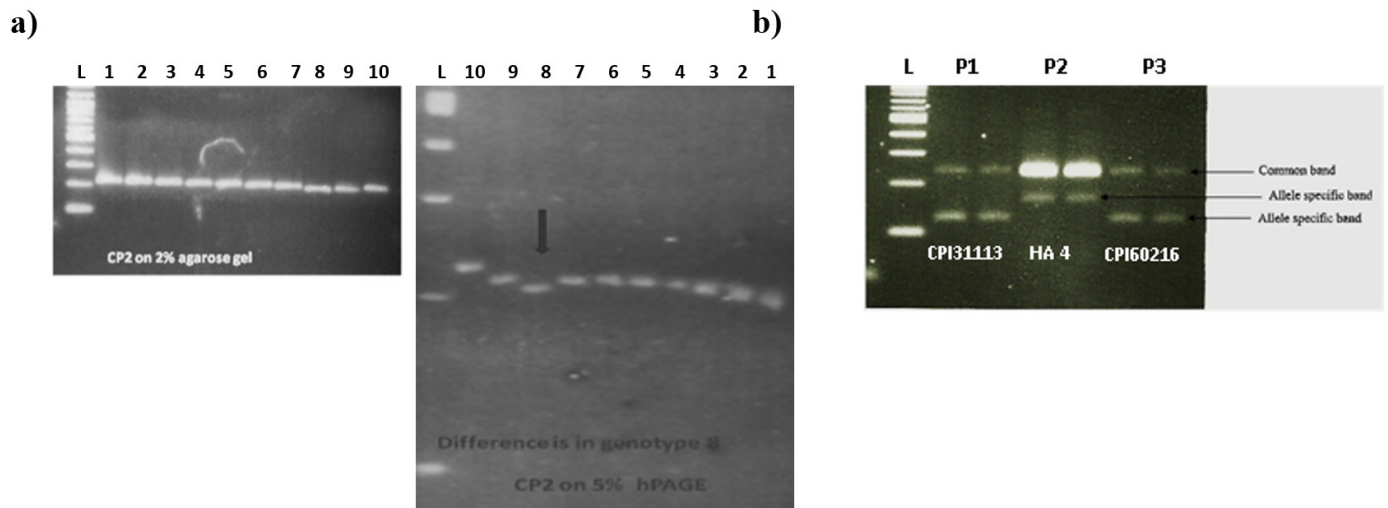 a)
L 1 2 3 4 5 6 7 8 9 10
CP2 on 2% agarose gel
L 10 9 8 7 6 5 4 3 2 1
Difference is in genotype 8
CP2 on 5% hPAGE
b)
L P1 P2 P3
Common band
Allele specific band
Allele specific band
CPI31113 HA 4 CPI60216